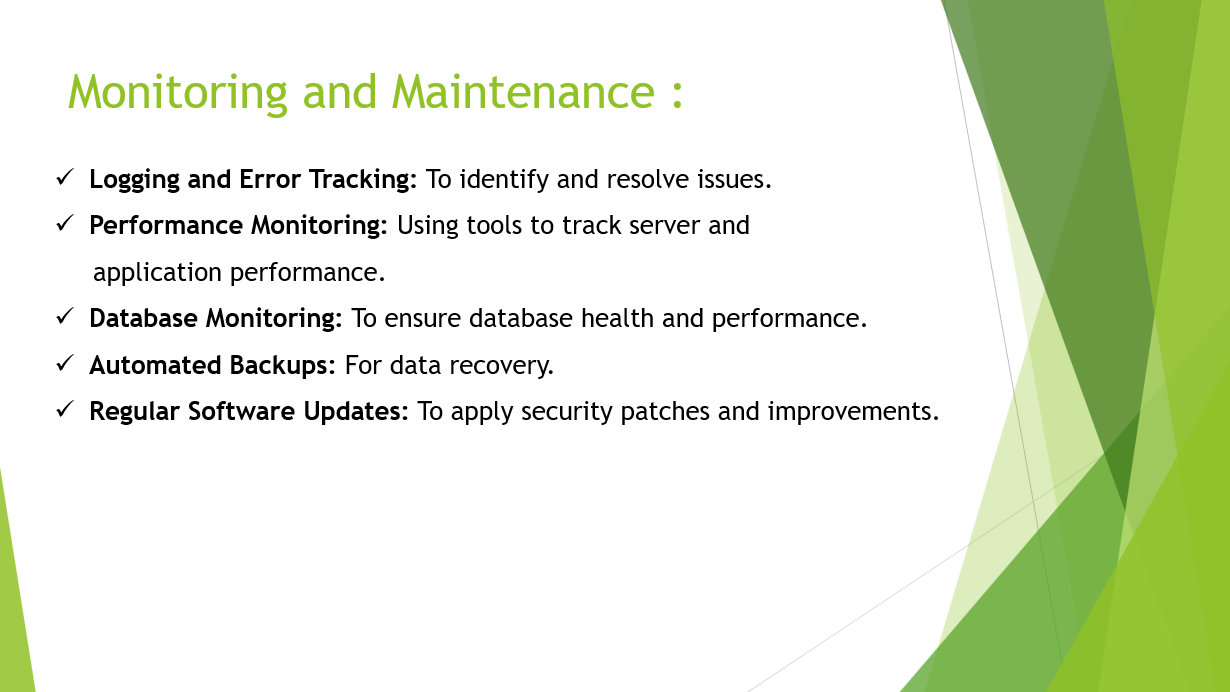 Monitoring and Maintenance :
✓ Logging and Error Tracking: To identify and resolve issues.
✓ Performance Monitoring: Using tools to track server and
application performance.
✓ Database Monitoring: To ensure database health and performance.
✓ Automated Backups: For data recovery.
✓ Regular Software Updates: To apply security patches and improvements.